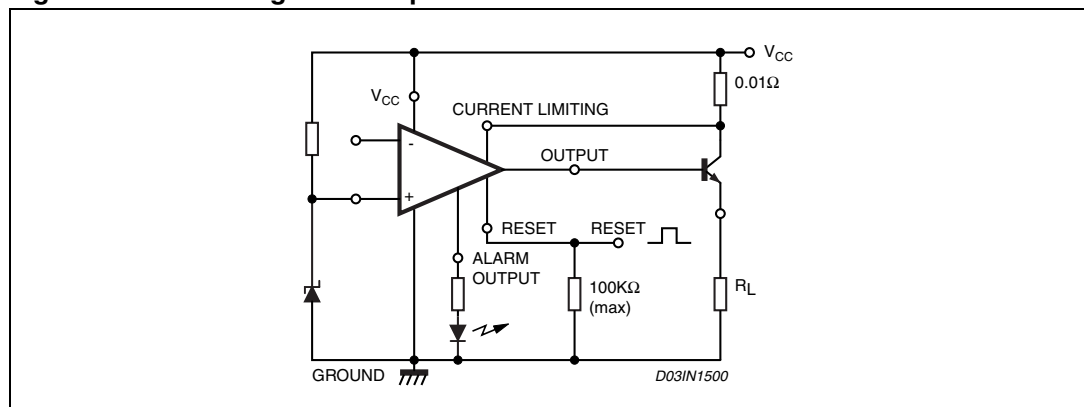 V_CC
0.01Ω
V_CC
CURRENT LIMITING
-
OUTPUT
+
RESET
RESET
ALARM
OUTPUT
100KΩ
(max)
R_L
GROUND
D03IN1500